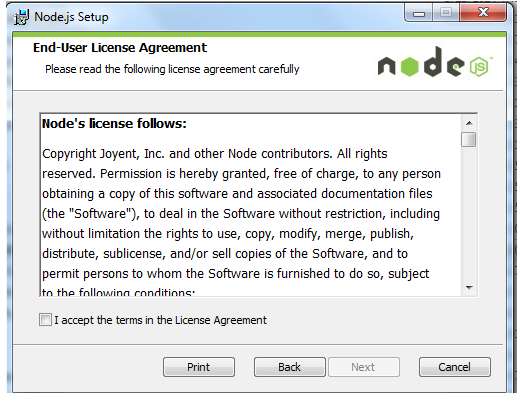 Node.js Setup
End-User License Agreement
Please read the following license agreement carefully
node
JS
Node's license follows:
Copyright Joyent, Inc. and other Node contributors. All rights
reserved. Permission is hereby granted, free of charge, to any person
obtaining a copy of this software and associated documentation files
(the "Software"), to deal in the Software without restriction, including
without limitation the rights to use, copy, modify, merge, publish,
distribute, sublicense, and/or sell copies of the Software, and to
permit persons to whom the Software is furnished to do so, subject
to the following conditions:
I accept the terms in the License Agreement
Print
Back
Next
Cancel